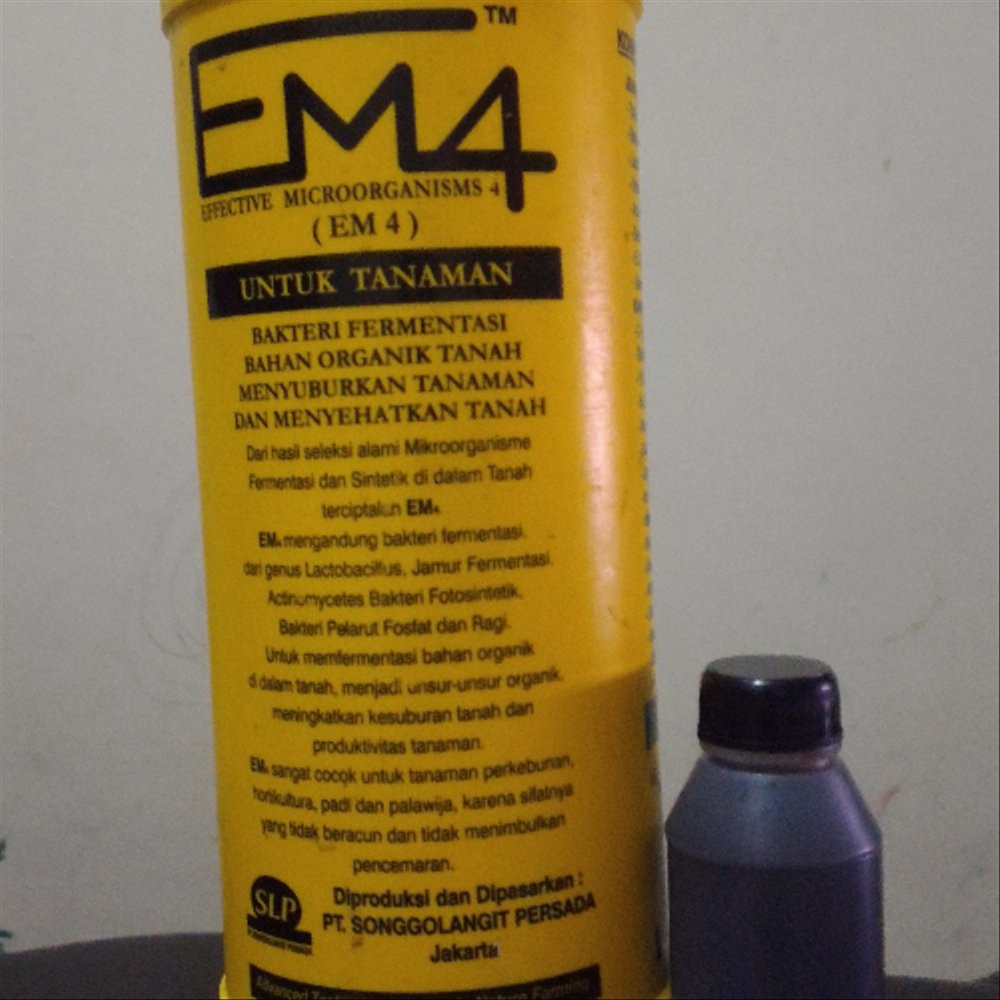 EM4™
EFFECTIVE MICROORGANISMS 4
( EM 4 )
UNTUK TANAMAN
BAKTERI FERMENTASI
BAHAN ORGANIK TANAH
MENYUBURKAN TANAMAN
DAN MENYEHATKAN TANAH
Dari hasil seleksi alami Mikroorganisme
Fermentasi dan Sintetik di dalam Tanah
terciptalah EM₄
EM₄ mengandung bakteri fermentasi,
dari genus Lactobacillus, Jamur Fermentasi,
Actinomycetes Bakteri Fotosintetik,
Bakteri Pelarut Fosfat dan Ragi.
Untuk memfermentasi bahan organik
di dalam tanah, menjadi unsur-unsur organik,
meningkatkan kesuburan tanah dan
produktivitas tanaman.
EM₄ sangat cocok untuk tanaman perkebunan,
hortikultura, padi dan palawija, karena sifatnya
yang tidak beracun dan tidak menimbulkan
pencemaran.
SLP
Diproduksi dan Dipasarkan :
PT. SONGGOLANGIT PERSADA
Jakarta
Advanced Nature Farming